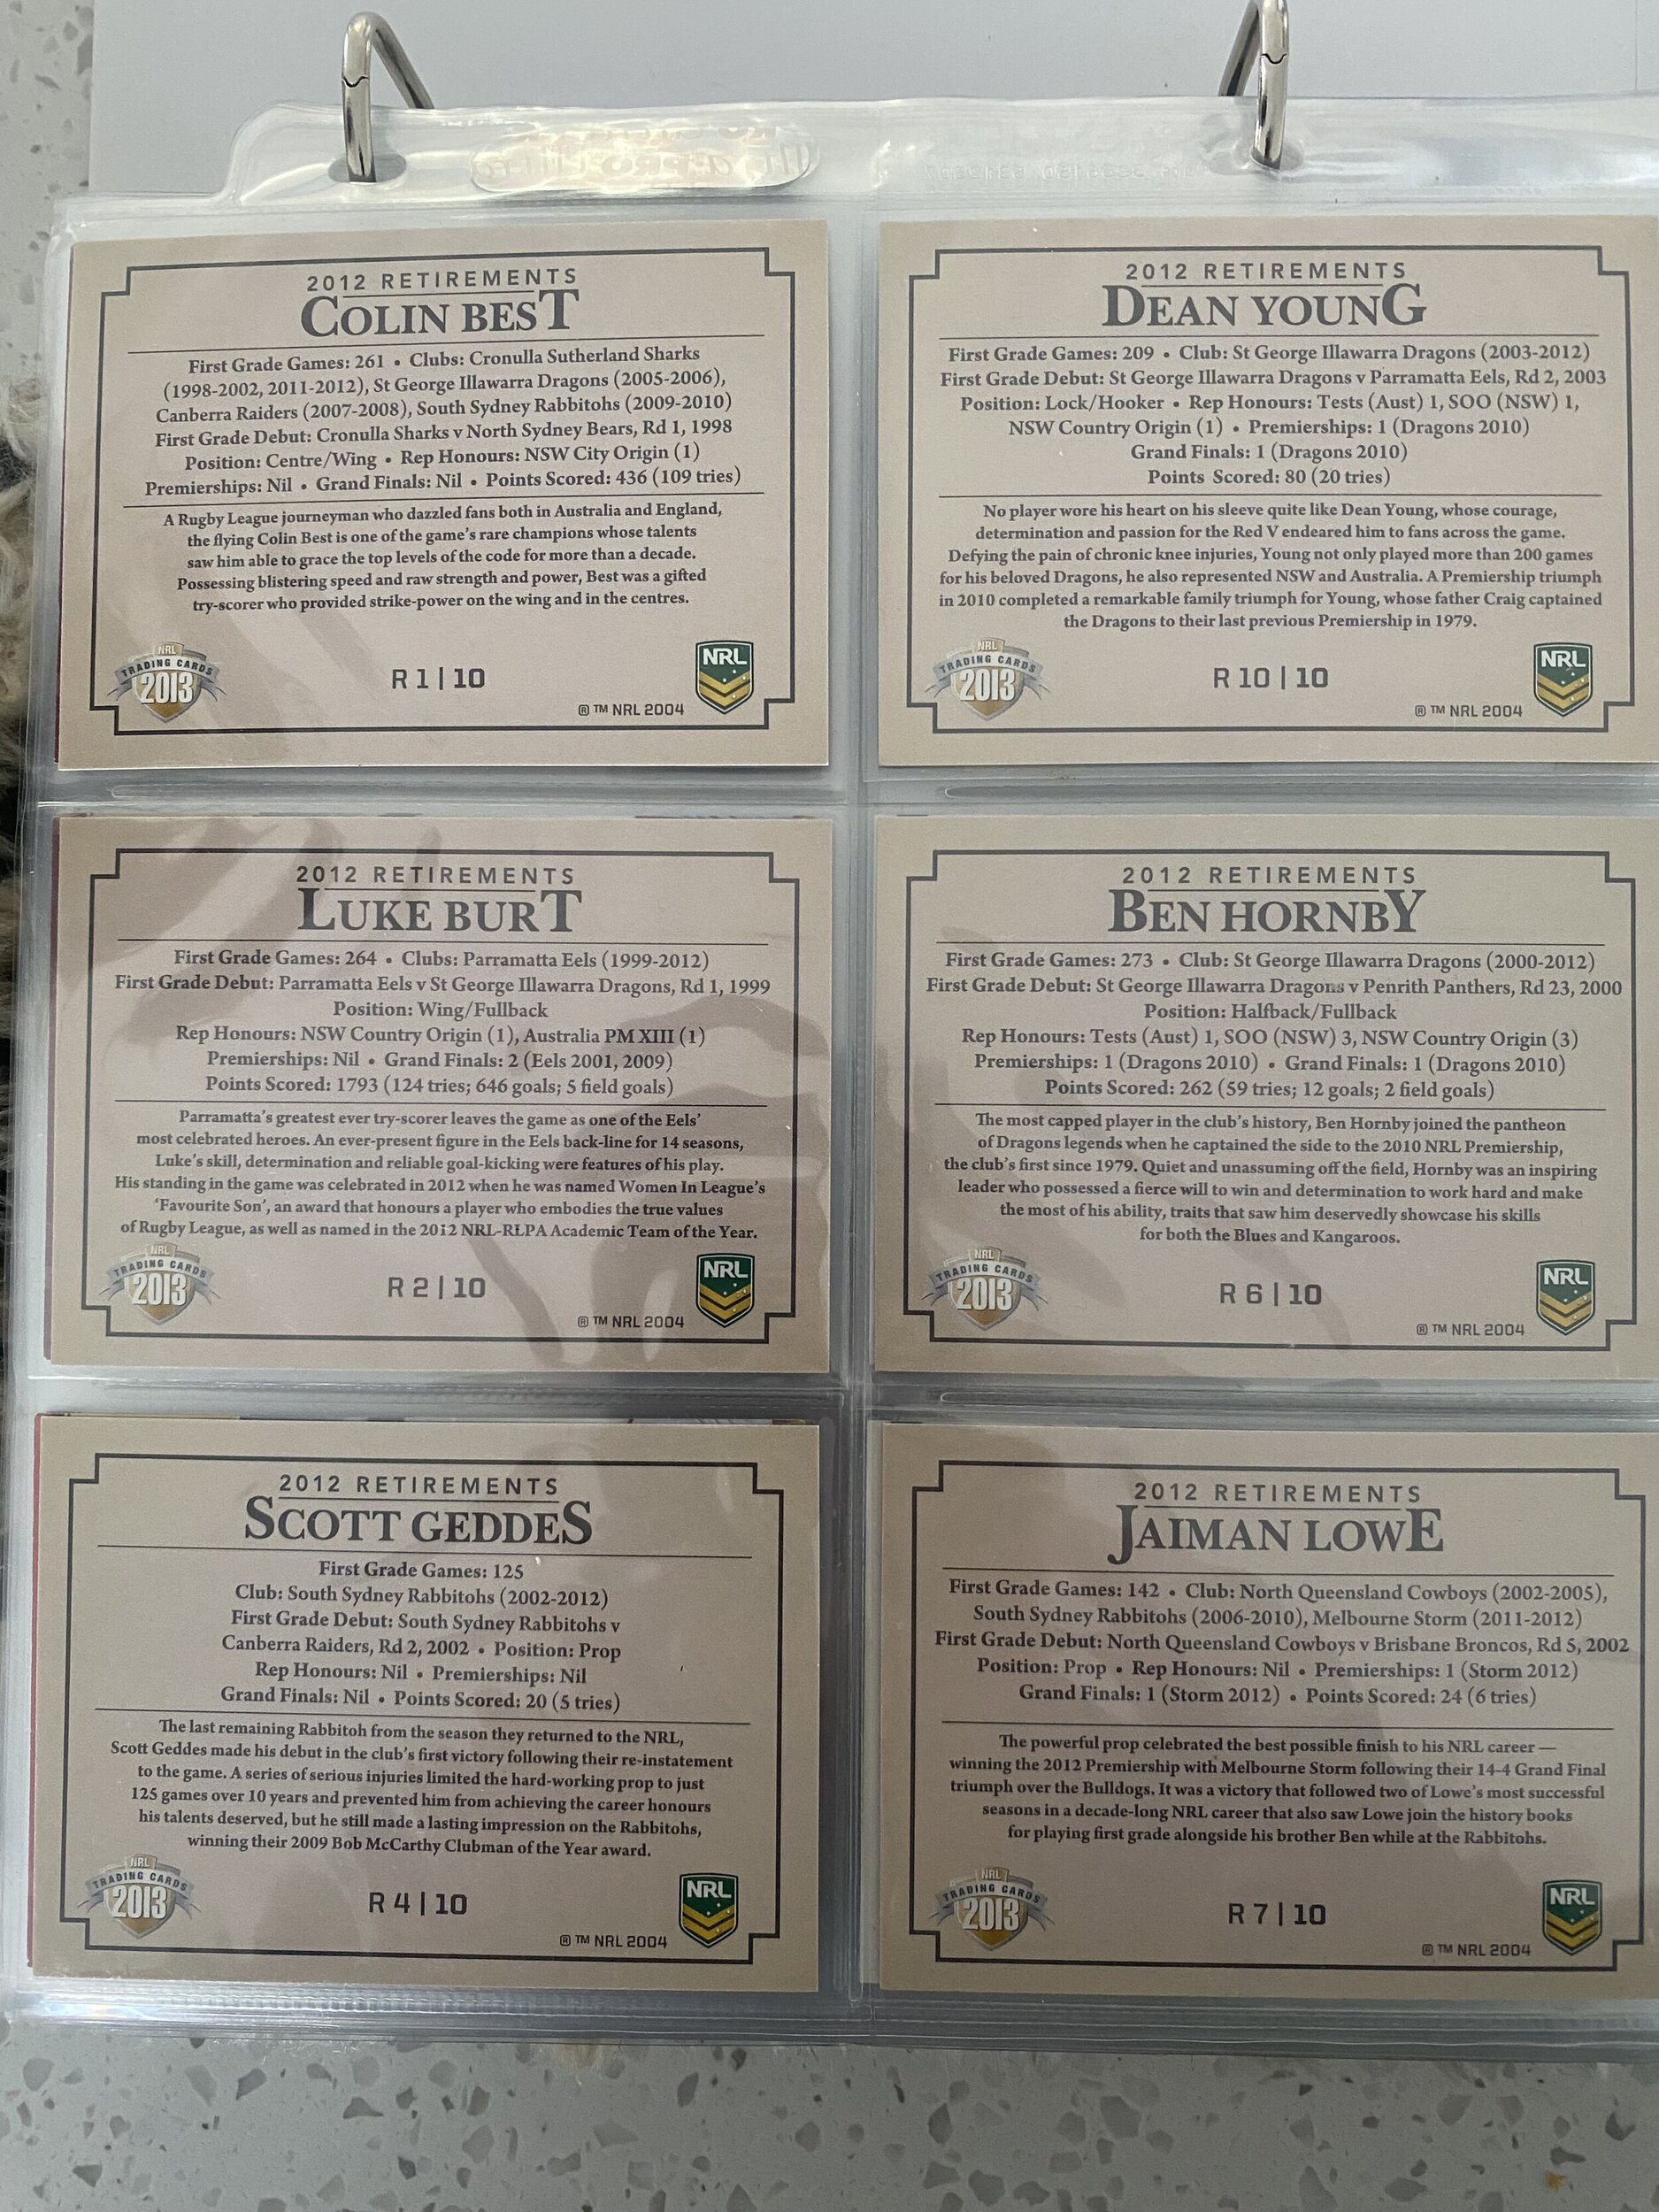 2012 RETIREMENTS
COLIN BEST
First Grade Games: 261 • Clubs: Cronulla Sutherland Sharks
(1998-2002, 2011-2012), St George Illawarra Dragons (2005-2006),
Canberra Raiders (2007-2008), South Sydney Rabbitohs (2009-2010)
First Grade Debut: Cronulla Sharks v North Sydney Bears, Rd 1, 1998
Position: Centre/Wing • Rep Honours: NSW City Origin (1)
Premierships: Nil • Grand Finals: Nil • Points Scored: 436 (109 tries)
A Rugby League journeyman who dazzled fans both in Australia and England,
the flying Colin Best is one of the game's rare champions whose talents
saw him able to grace the top levels of the code for more than a decade.
Possessing blistering speed and raw strength and power, Best was a gifted
try-scorer who provided strike-power on the wing and in the centres.
NRL
TRADING CARDS
2013
R 1 | 10
NRL
® ™ NRL 2004
2012 RETIREMENTS
DEAN YOUNG
First Grade Games: 209 • Club: St George Illawarra Dragons (2003-2012)
First Grade Debut: St George Illawarra Dragons v Parramatta Eels, Rd 2, 2003
Position: Lock/Hooker • Rep Honours: Tests (Aust) 1, SOO (NSW) 1,
NSW Country Origin (1) • Premierships: 1 (Dragons 2010)
Grand Finals: 1 (Dragons 2010)
Points Scored: 80 (20 tries)
No player wore his heart on his sleeve quite like Dean Young, whose courage,
determination and passion for the Red V endeared him to fans across the game.
Defying the pain of chronic knee injuries, Young not only played more than 200 games
for his beloved Dragons, he also represented NSW and Australia. A Premiership triumph
in 2010 completed a remarkable family triumph for Young, whose father Craig captained
the Dragons to their last previous Premiership in 1979.
NRL
TRADING CARDS
2013
R 10 | 10
NRL
® ™ NRL 2004
2012 RETIREMENTS
LUKE BURT
First Grade Games: 264 • Clubs: Parramatta Eels (1999-2012)
First Grade Debut: Parramatta Eels v St George Illawarra Dragons, Rd 1, 1999
Position: Wing/Fullback
Rep Honours: NSW Country Origin (1), Australia PM XIII (1)
Premierships: Nil • Grand Finals: 2 (Eels 2001, 2009)
Points Scored: 1793 (124 tries; 646 goals; 5 field goals)
Parramatta's greatest ever try-scorer leaves the game as one of the Eels'
most celebrated heroes. An ever-present figure in the Eels back-line for 14 seasons,
Luke's skill, determination and reliable goal-kicking were features of his play.
His standing in the game was celebrated in 2012 when he was named Women In League's
'Favourite Son', an award that honours a player who embodies the true values
of Rugby League, as well as named in the 2012 NRL-RLPA Academic Team of the Year.
NRL
TRADING CARDS
2013
R 2 | 10
NRL
® ™ NRL 2004
2012 RETIREMENTS
BEN HORNBY
First Grade Games: 273 • Club: St George Illawarra Dragons (2000-2012)
First Grade Debut: St George Illawarra Dragons v Penrith Panthers, Rd 23, 2000
Position: Halfback/Fullback
Rep Honours: Tests (Aust) 1, SOO (NSW) 3, NSW Country Origin (3)
Premierships: 1 (Dragons 2010) • Grand Finals: 1 (Dragons 2010)
Points Scored: 262 (59 tries; 12 goals; 2 field goals)
The most capped player in the club's history, Ben Hornby joined the pantheon
of Dragons legends when he captained the side to the 2010 NRL Premiership,
the club's first since 1979. Quiet and unassuming off the field, Hornby was an inspiring
leader who possessed a fierce will to win and determination to work hard and make
the most of his ability, traits that saw him deservedly showcase his skills
for both the Blues and Kangaroos.
NRL
TRADING CARDS
2013
R 6 | 10
NRL
® ™ NRL 2004
2012 RETIREMENTS
SCOTT GEDDES
First Grade Games: 125
Club: South Sydney Rabbitohs (2002-2012)
First Grade Debut: South Sydney Rabbitohs v
Canberra Raiders, Rd 2, 2002 • Position: Prop
Rep Honours: Nil • Premierships: Nil
Grand Finals: Nil • Points Scored: 20 (5 tries)
The last remaining Rabbitoh from the season they returned to the NRL,
Scott Geddes made his debut in the club's first victory following their re-instatement
to the game. A series of serious injuries limited the hard-working prop to just
125 games over 10 years and prevented him from achieving the career honours
his talents deserved, but he still made a lasting impression on the Rabbitohs,
winning their 2009 Bob McCarthy Clubman of the Year award.
NRL
TRADING CARDS
2013
R 4 | 10
NRL
® ™ NRL 2004
2012 RETIREMENTS
JAIMAN LOWE
First Grade Games: 142 • Club: North Queensland Cowboys (2002-2005),
South Sydney Rabbitohs (2006-2010), Melbourne Storm (2011-2012)
First Grade Debut: North Queensland Cowboys v Brisbane Broncos, Rd 5, 2002
Position: Prop • Rep Honours: Nil • Premierships: 1 (Storm 2012)
Grand Finals: 1 (Storm 2012) • Points Scored: 24 (6 tries)
The powerful prop celebrated the best possible finish to his NRL career —
winning the 2012 Premiership with Melbourne Storm following their 14-4 Grand Final
triumph over the Bulldogs. It was a victory that followed two of Lowe's most successful
seasons in a decade-long NRL career that also saw Lowe join the history books
for playing first grade alongside his brother Ben while at the Rabbitohs.
NRL
TRADING CARDS
2013
R 7 | 10
NRL
® ™ NRL 2004